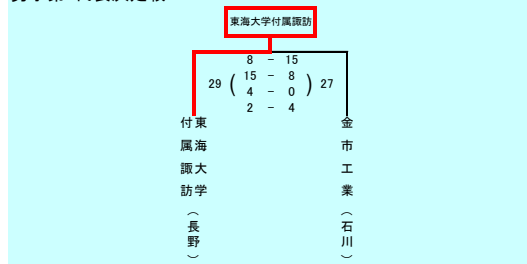 東海大学付属諏訪
8 - 15
29 ( 15 - 8 ) 27
4 - 0
2 - 4
東海大学
付属諏訪（長野）
金市工業（石川）